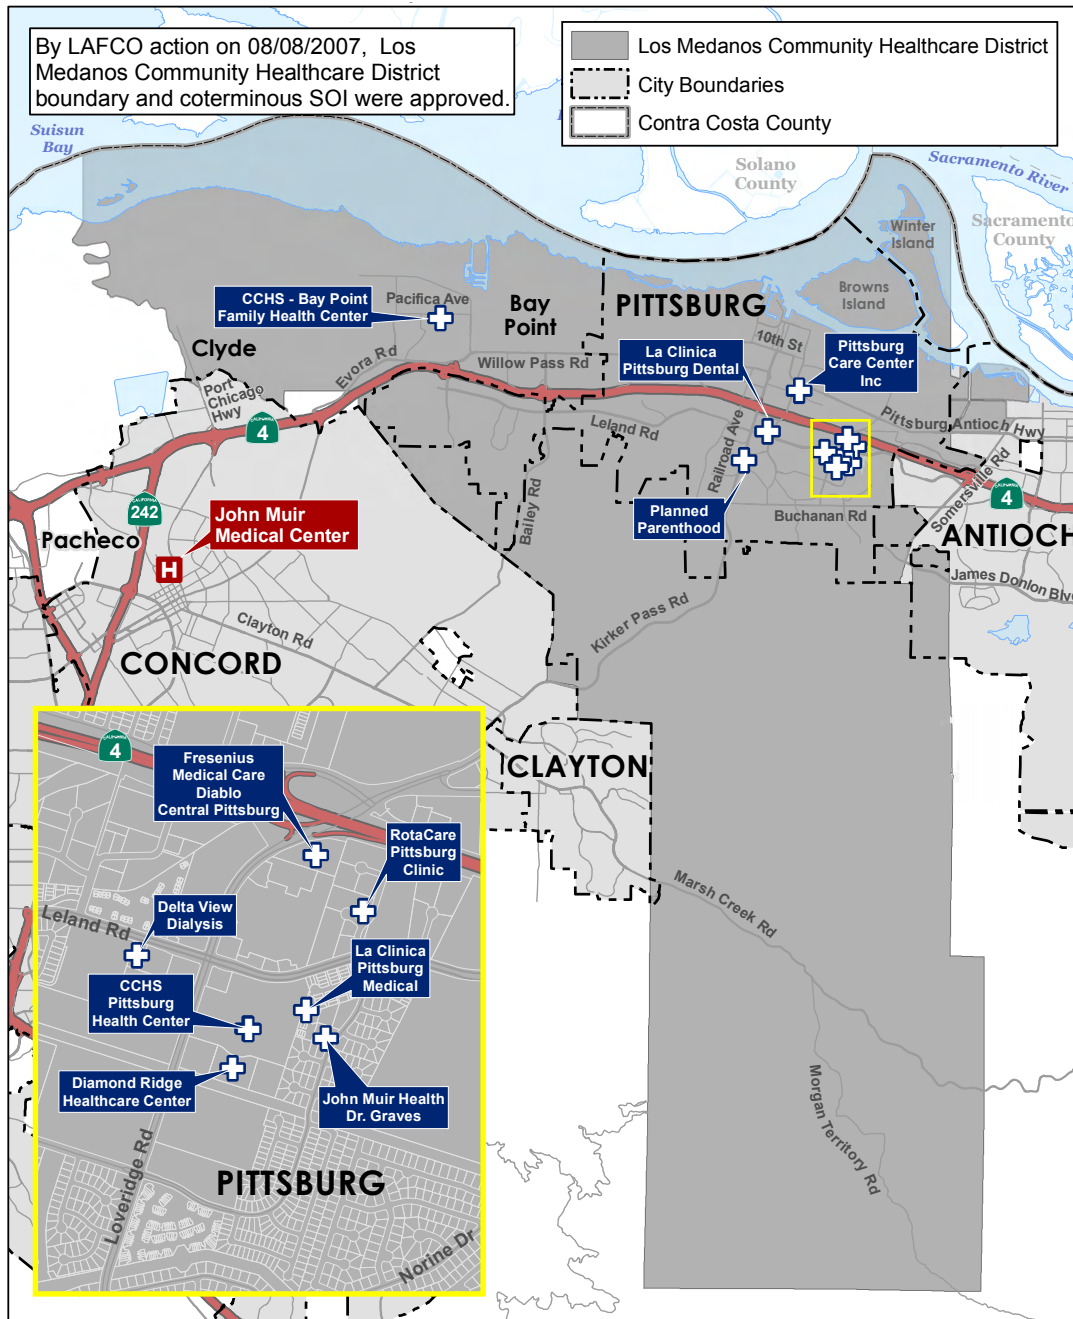 By LAFCO action on 08/08/2007, Los
Medanos Community Healthcare District
boundary and coterminous SOI were approved.
Los Medanos Community Healthcare District
City Boundaries
Contra Costa County
Suisun
Bay
Solano
County
Sacramento River
Sacramento
County
Winter
Island
Browns
Island
CCHS - Bay Point
Family Health Center
Pacifica Ave
Bay
Point
PITTSBURG
10th St
Clyde
Evora Rd
Willow Pass Rd
La Clinica
Pittsburg Dental
Pittsburg
Care Center
Inc
Port
Chicago
Hwy
CALIFORNIA
4
Leland Rd
Railroad Ave
Pittsburg Antioch Hwy
Somersville Rd
CALIFORNIA
4
CALIFORNIA
242
Bailey Rd
Planned
Parenthood
Buchanan Rd
John Muir
Medical Center
Pacheco
H
ANTIOCH
James Donlon Blv
Clayton Rd
Kirker Pass Rd
CONCORD
CLAYTON
Marsh Creek Rd
Morgan Territory Rd
CALIFORNIA
4
Fresenius
Medical Care
Diablo
Central Pittsburg
RotaCare
Pittsburg
Clinic
Delta View
Dialysis
Leland Rd
La Clinica
Pittsburg
Medical
CCHS
Pittsburg
Health Center
Diamond Ridge
Healthcare Center
John Muir Health
Dr. Graves
PITTSBURG
Loveridge Rd
Norine Dr